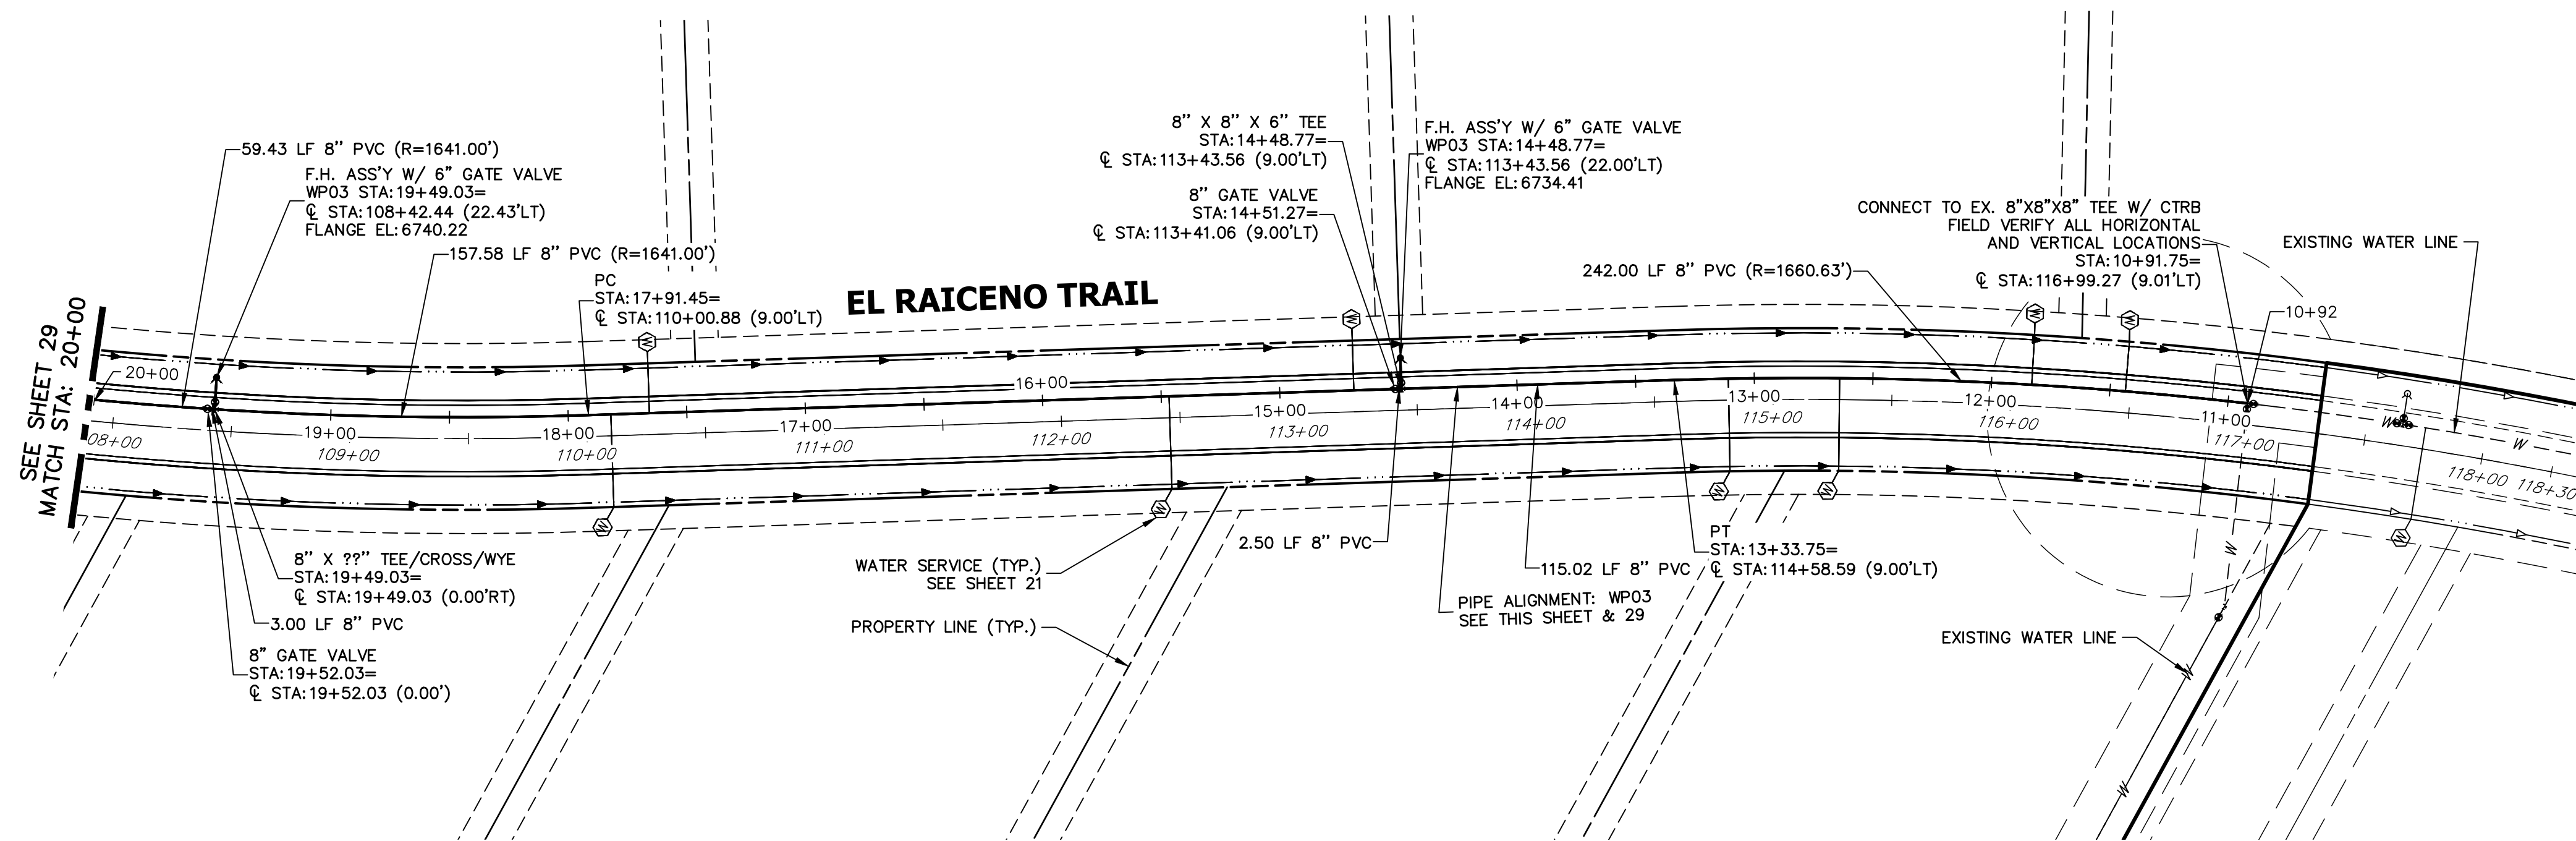 59.43 LF 8" PVC (R=1641.00')
F.H. ASS'Y W/ 6" GATE VALVE
WP03 STA:19+49.03=
℄ STA:108+42.44 (22.43'LT)
FLANGE EL:6740.22
157.58 LF 8" PVC (R=1641.00')
PC
STA:17+91.45=
℄ STA:110+00.88 (9.00'LT)
EL RAICENO TRAIL
8" X 8" X 6" TEE
STA:14+48.77=
℄ STA:113+43.56 (9.00'LT)
8" GATE VALVE
STA:14+51.27=
℄ STA:113+41.06 (9.00'LT)
F.H. ASS'Y W/ 6" GATE VALVE
WP03 STA:14+48.77=
℄ STA:113+43.56 (22.00'LT)
FLANGE EL:6734.41
242.00 LF 8" PVC (R=1660.63')
CONNECT TO EX. 8"X8"X8" TEE W/ CTRB
FIELD VERIFY ALL HORIZONTAL
AND VERTICAL LOCATIONS
STA:10+91.75=
℄ STA:116+99.27 (9.01'LT)
EXISTING WATER LINE
10+92
SEE SHEET 29
MATCH STA: 20+00
20+00
19+00
18+00
17+00
16+00
15+00
14+00
13+00
12+00
11+00
08+00
109+00
110+00
111+00
112+00
113+00
114+00
115+00
116+00
117+00
118+00
118+30
W
W
W
W
W
W
W
W
W
W
W
W
W
W
8" X ??" TEE/CROSS/WYE
STA:19+49.03=
℄ STA:19+49.03 (0.00'RT)
3.00 LF 8" PVC
8" GATE VALVE
STA:19+52.03=
℄ STA:19+52.03 (0.00')
WATER SERVICE (TYP.)
SEE SHEET 21
PROPERTY LINE (TYP.)
2.50 LF 8" PVC
115.02 LF 8" PVC
PIPE ALIGNMENT: WP03
SEE THIS SHEET & 29
PT
STA:13+33.75=
℄ STA:114+58.59 (9.00'LT)
EXISTING WATER LINE